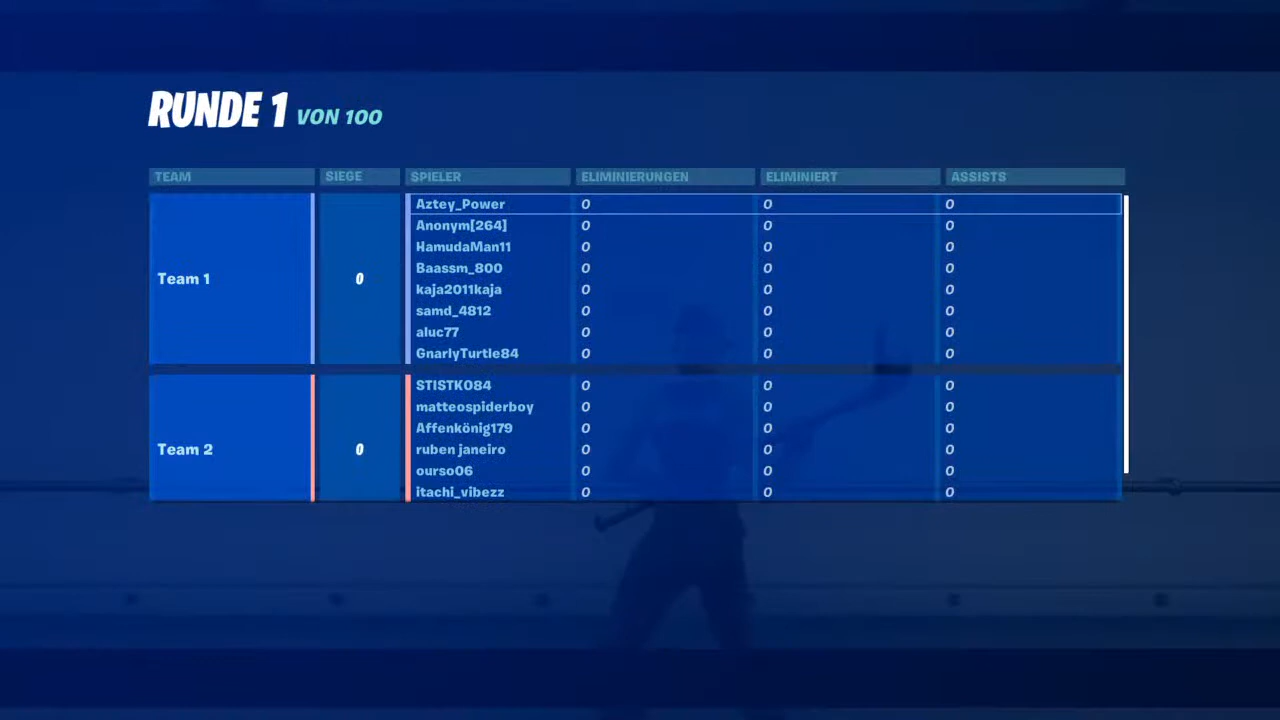 RUNDE 1 VON 100
TEAM SIEGE SPIELER ELIMINIERUNGEN ELIMINIERT ASSISTS
Team 1 0
Aztey_Power 0 0 0
Anonym[264] 0 0 0
HamudaMan11 0 0 0
Baassm_800 0 0 0
kaja2011kaja 0 0 0
samd_4812 0 0 0
aluc77 0 0 0
GnarlyTurtle84 0 0 0
Team 2 0
STISTKO84 0 0 0
matteospiderboy 0 0 0
Affenkönig179 0 0 0
ruben janeiro 0 0 0
ourso06 0 0 0
itachi_vibezz 0 0 0